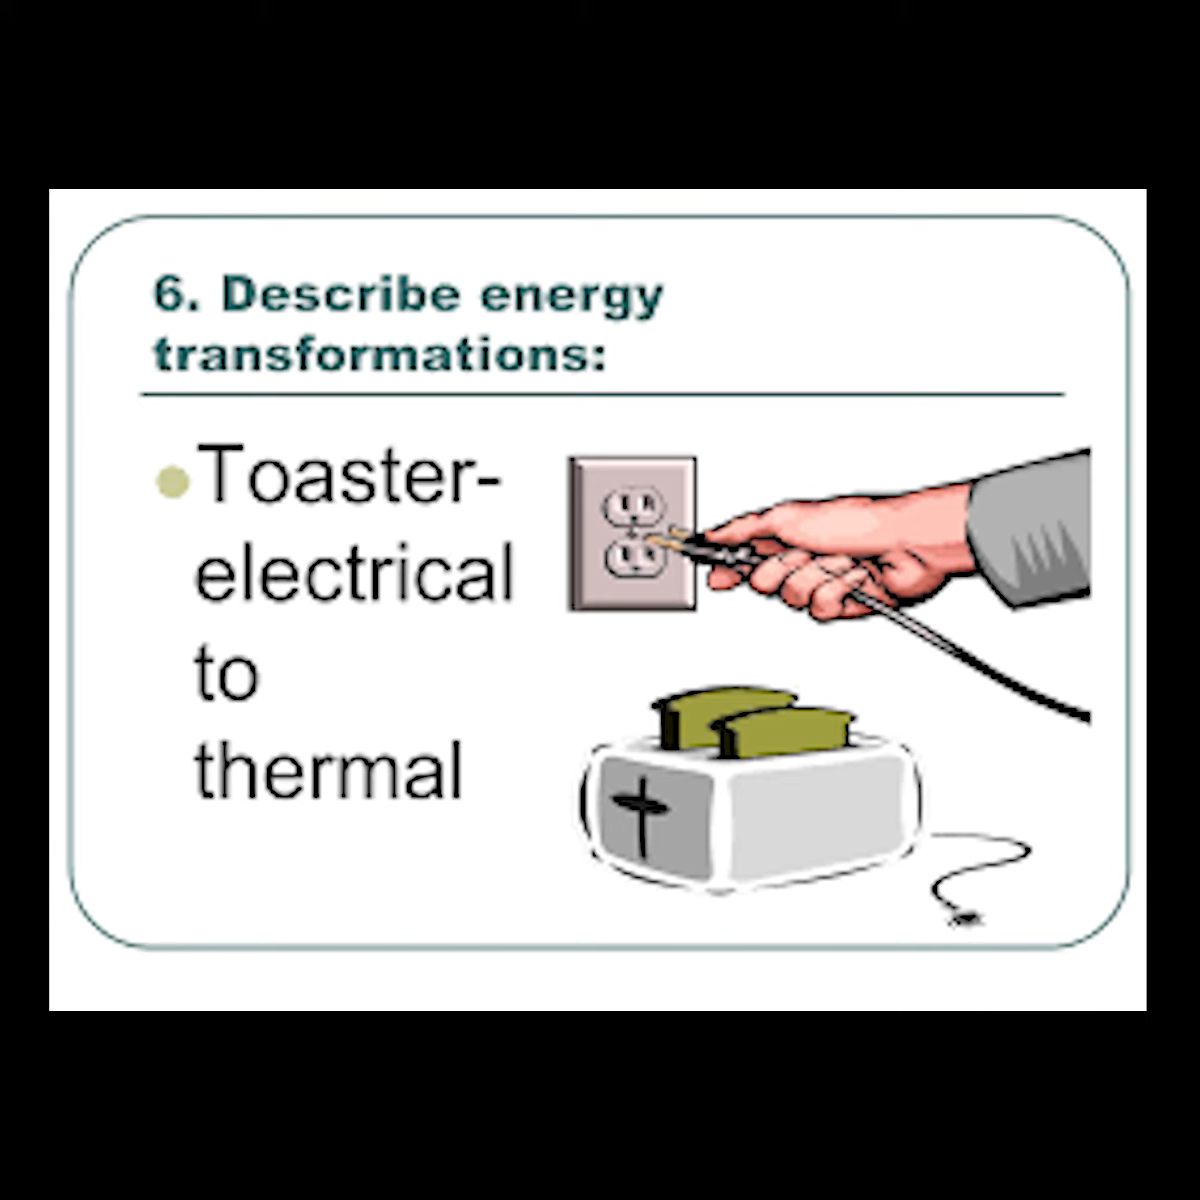 6. Describe energy
transformations:
Toaster-
electrical
to
thermal